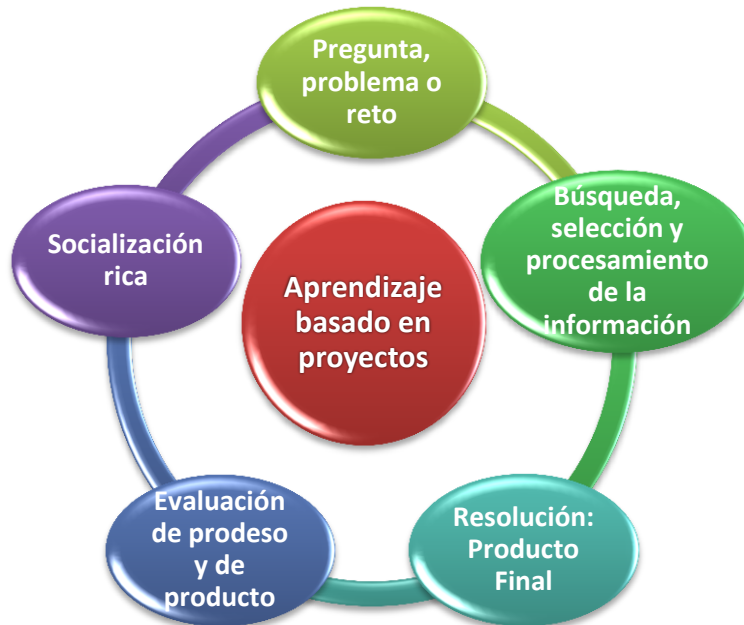 Pregunta,
problema o
reto
Búsqueda,
selección y
procesamiento
de la
información
Resolución:
Producto
Final
Evaluación
de prodeso
y de
producto
Socialización
rica
Aprendizaje
basado en
proyectos